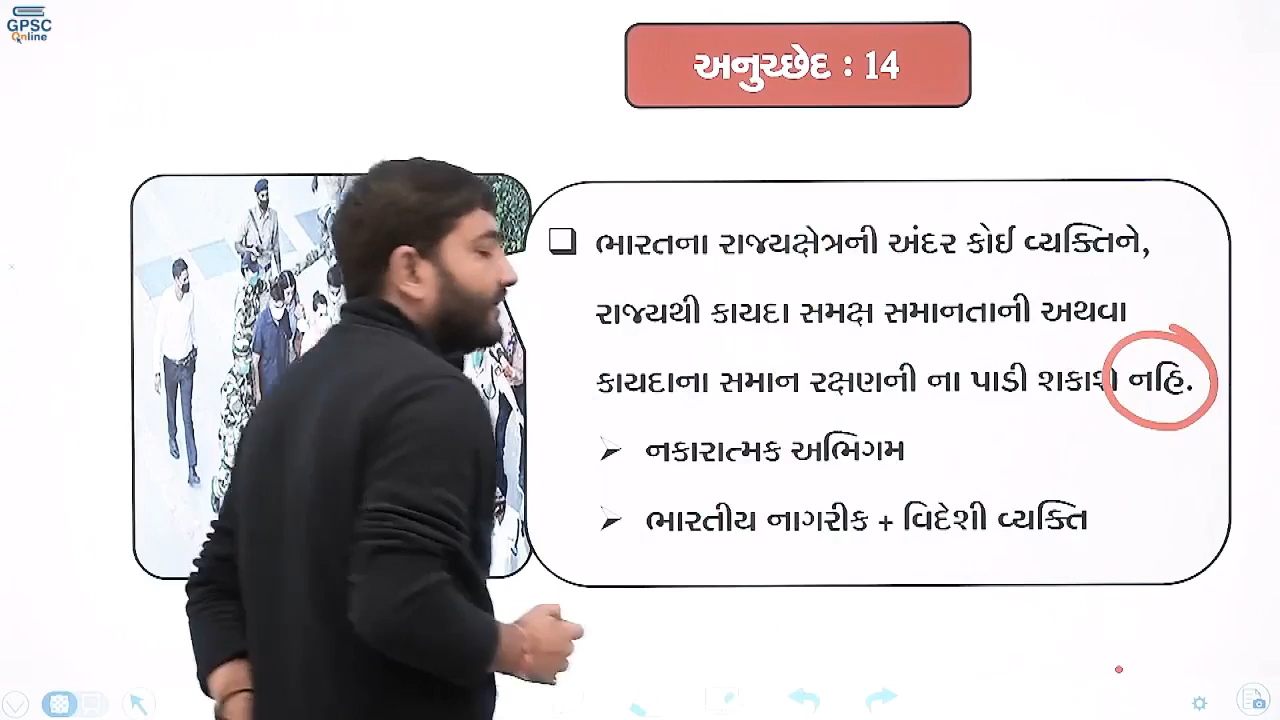 GPSC
Online
અનુચ્છેદ : 14
ભારતના રાજ્યક્ષેત્રની અંદર કોઈ વ્યક્તિને,
રાજ્યથી કાયદા સમક્ષ સમાનતાની અથવા
કાયદાના સમાન રક્ષણની ના પાડી શકાશે નહિ.
નકારાત્મક અભિગમ
ભારતીય નાગરીક + વિદેશી વ્યક્તિ